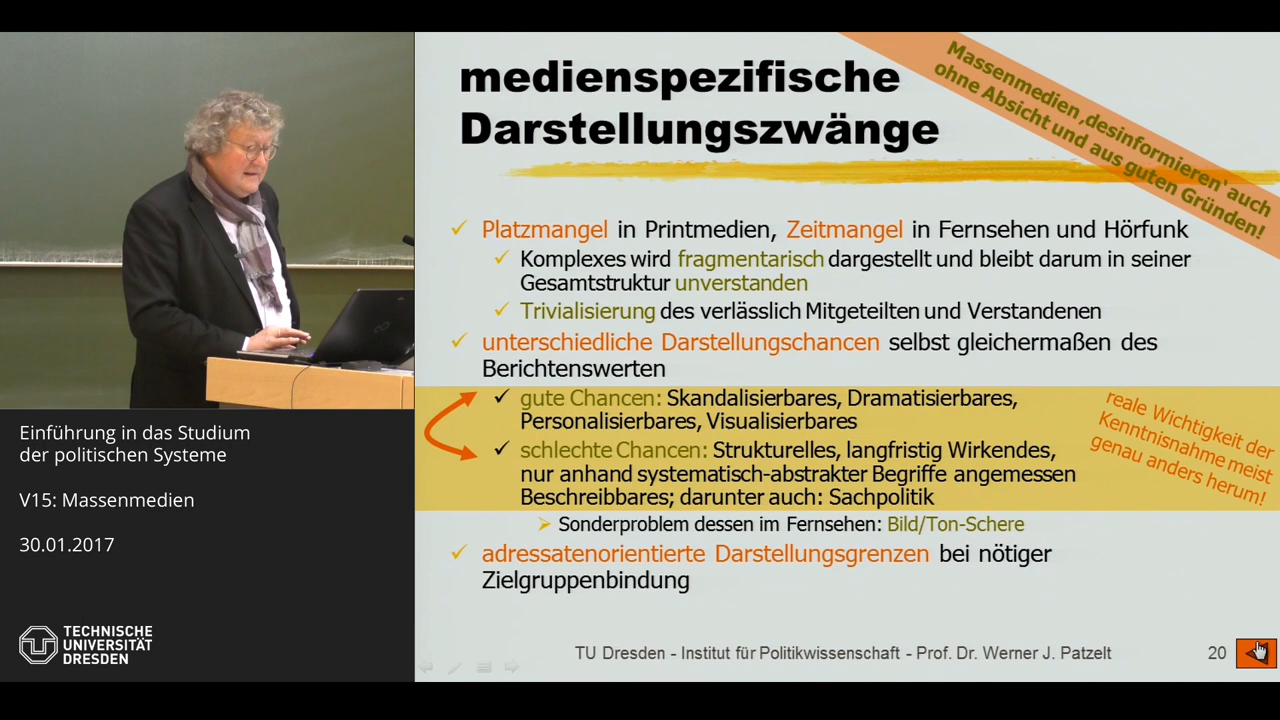 medienspezifische
Darstellungszwänge
Massenmedien ‚desinformieren' auch
ohne Absicht und aus guten Gründen!
Platzmangel in Printmedien, Zeitmangel in Fernsehen und Hörfunk
Komplexes wird fragmentarisch dargestellt und bleibt darum in seiner
Gesamtstruktur unverstanden
Trivialisierung des verlässlich Mitgeteilten und Verstandenen
unterschiedliche Darstellungschancen selbst gleichermaßen des
Berichtenswerten
gute Chancen: Skandalisierbares, Dramatisierbares,
Personalisierbares, Visualisierbares
schlechte Chancen: Strukturelles, langfristig Wirkendes,
nur anhand systematisch-abstrakter Begriffe angemessen
Beschreibbares; darunter auch: Sachpolitik
reale Wichtigkeit der
Kenntnisnahme meist
genau anders herum!
Sonderproblem dessen im Fernsehen: Bild/Ton-Schere
adressatenorientierte Darstellungsgrenzen bei nötiger
Zielgruppenbindung
TU Dresden - Institut für Politikwissenschaft - Prof. Dr. Werner J. Patzelt
20
Einführung in das Studium
der politischen Systeme
V15: Massenmedien
30.01.2017
TECHNISCHE
UNIVERSITÄT
DRESDEN